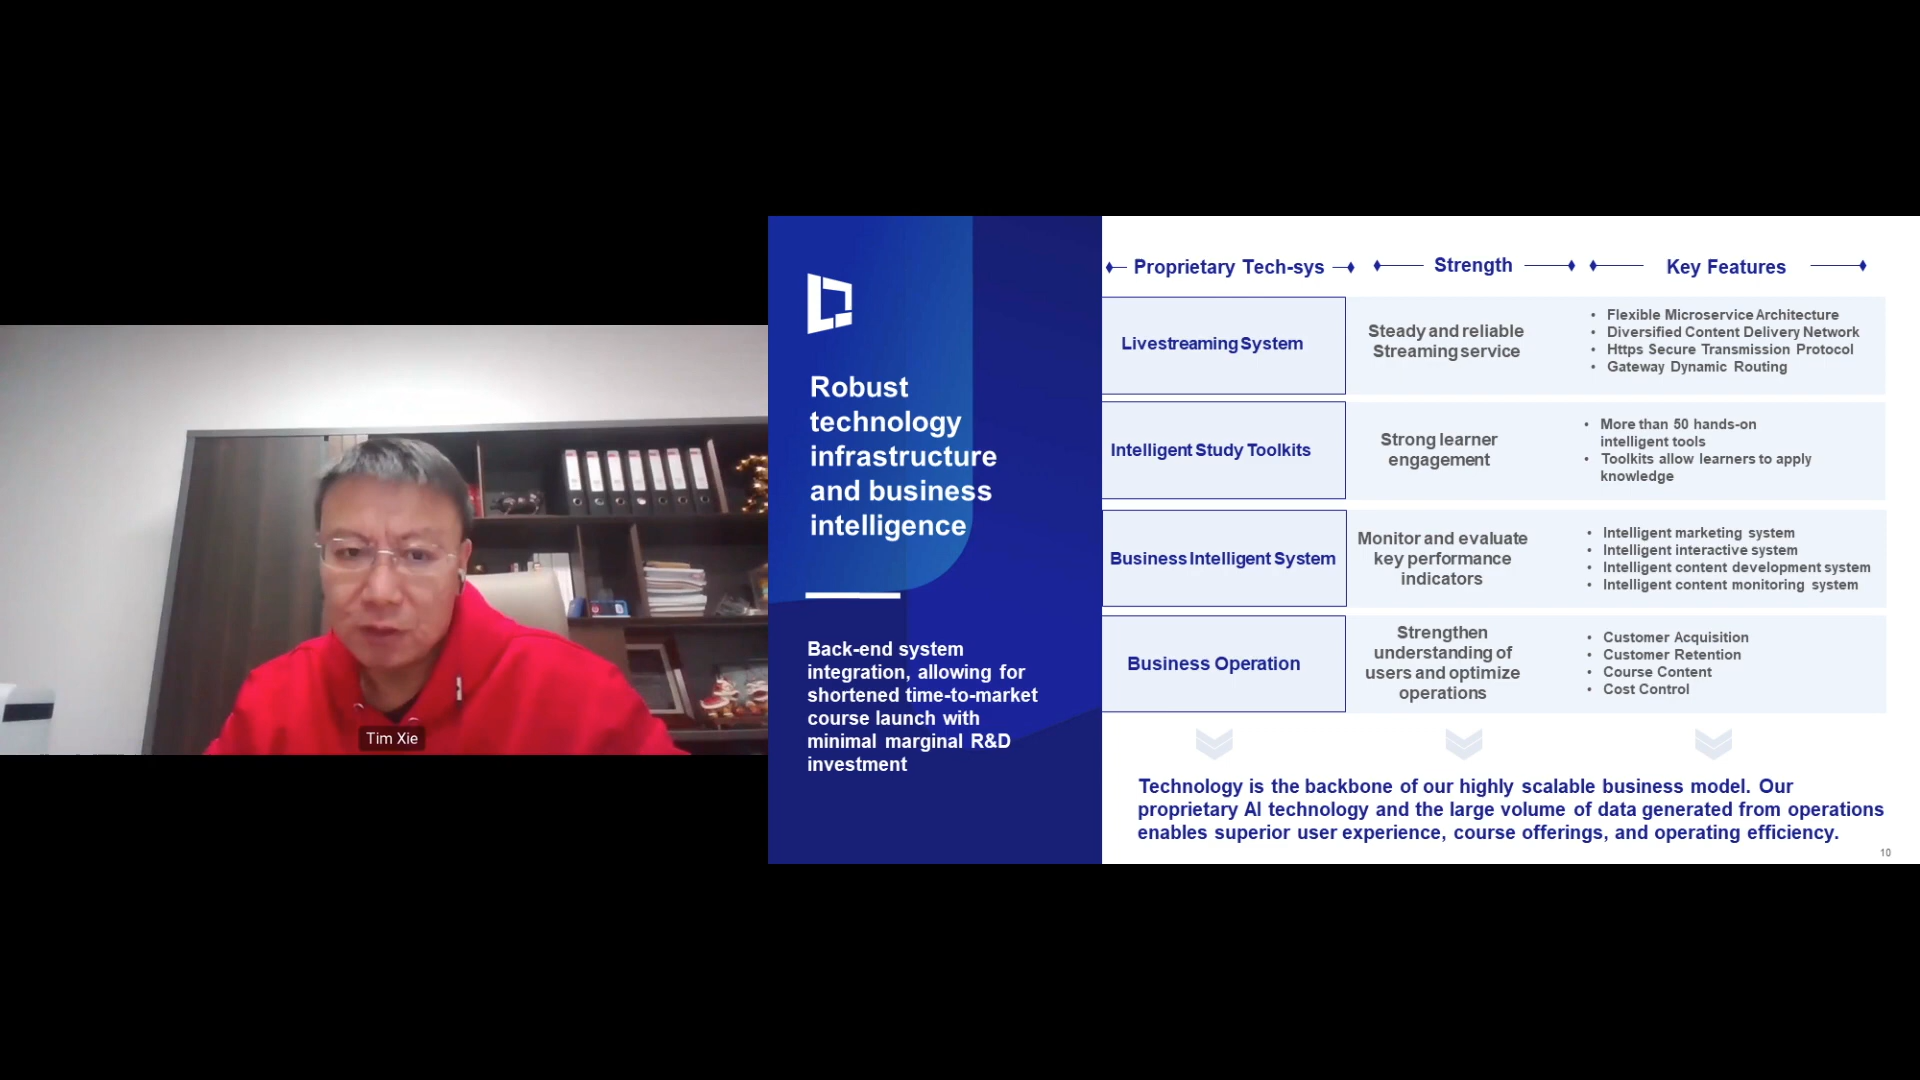 Tim Xie
Robust
technology
infrastructure
and business
intelligence
Back-end system
integration, allowing for
shortened time-to-market
course launch with
minimal marginal R&D
investment
Proprietary Tech-sys
Strength
Key Features
Livestreaming System
Steady and reliable
Streaming service
• Flexible Microservice Architecture
• Diversified Content Delivery Network
• Https Secure Transmission Protocol
• Gateway Dynamic Routing
Intelligent Study Toolkits
Strong learner
engagement
• More than 50 hands-on
intelligent tools
• Toolkits allow learners to apply
knowledge
Business Intelligent System
Monitor and evaluate
key performance
indicators
• Intelligent marketing system
• Intelligent interactive system
• Intelligent content development system
• Intelligent content monitoring system
Business Operation
Strengthen
understanding of
users and optimize
operations
• Customer Acquisition
• Customer Retention
• Course Content
• Cost Control
Technology is the backbone of our highly scalable business model. Our
proprietary AI technology and the large volume of data generated from operations
enables superior user experience, course offerings, and operating efficiency.
10